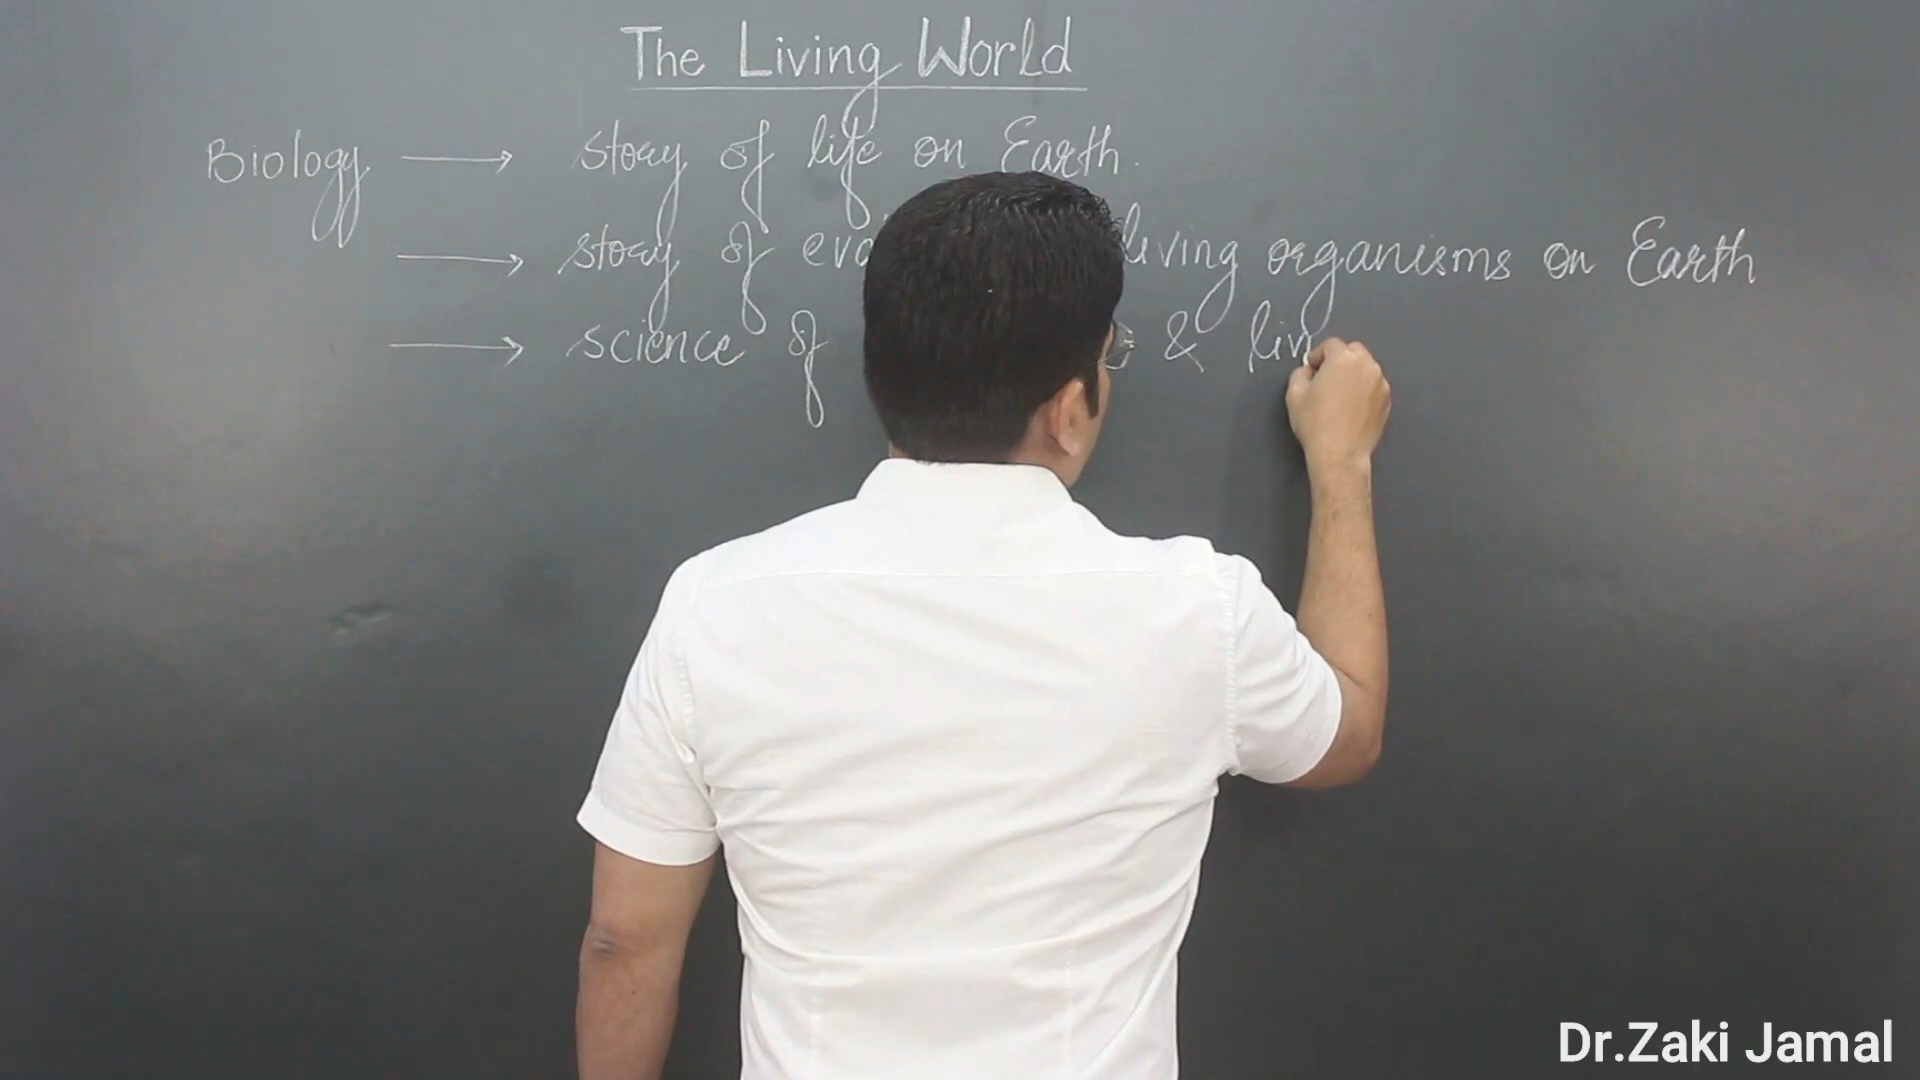 The Living World
Biology → story of life on Earth.
→ story of evo living organisms on Earth
→ science of & liv
Dr.Zaki Jamal